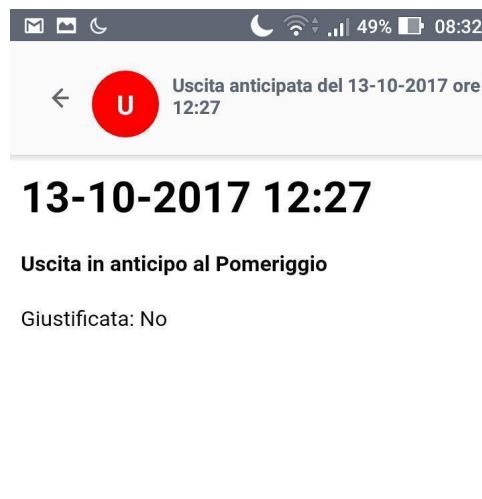 49% 08:32
U
Uscita anticipata del 13-10-2017 ore
12:27
13-10-2017 12:27
Uscita in anticipo al Pomeriggio
Giustificata: No